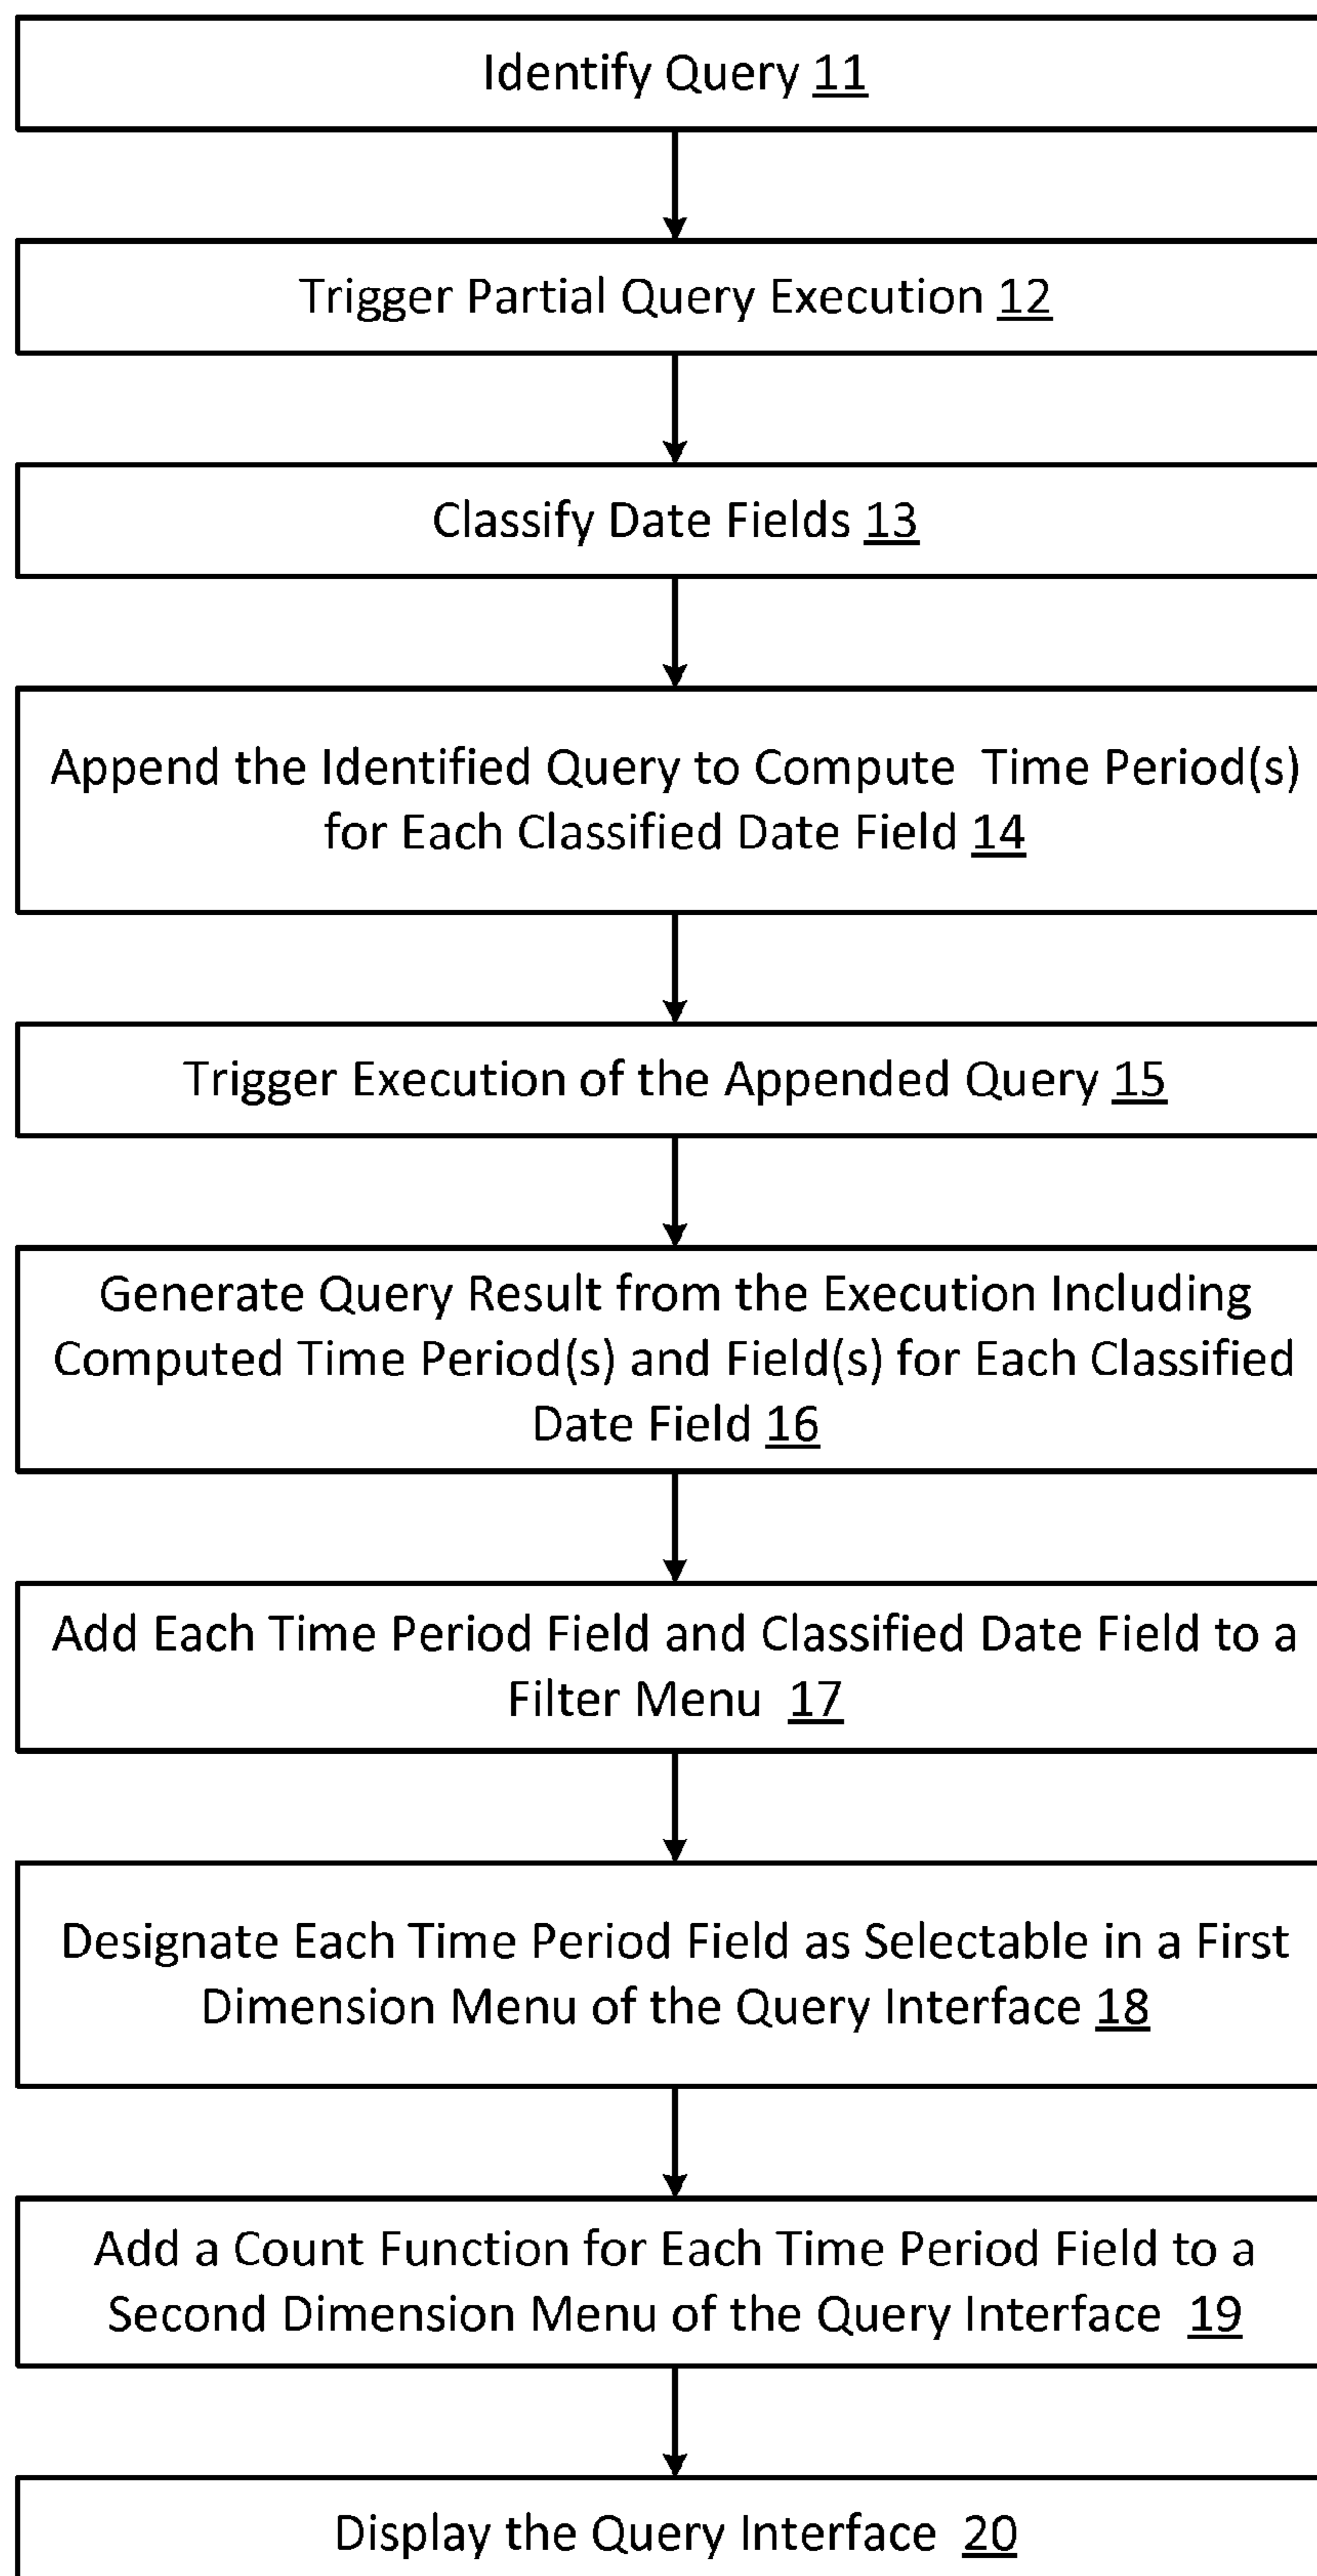 Identify Query 11
Trigger Partial Query Execution 12
Classify Date Fields 13
Append the Identified Query to Compute  Time Period(s)
for Each Classified Date Field 14
Trigger Execution of the Appended Query 15
Generate Query Result from the Execution Including
Computed Time Period(s) and Field(s) for Each Classified
Date Field 16
Add Each Time Period Field and Classified Date Field to a
Filter Menu  17
Designate Each Time Period Field as Selectable in a First
Dimension Menu of the Query Interface 18
Add a Count Function for Each Time Period Field to a
Second Dimension Menu of the Query Interface  19
Display the Query Interface  20